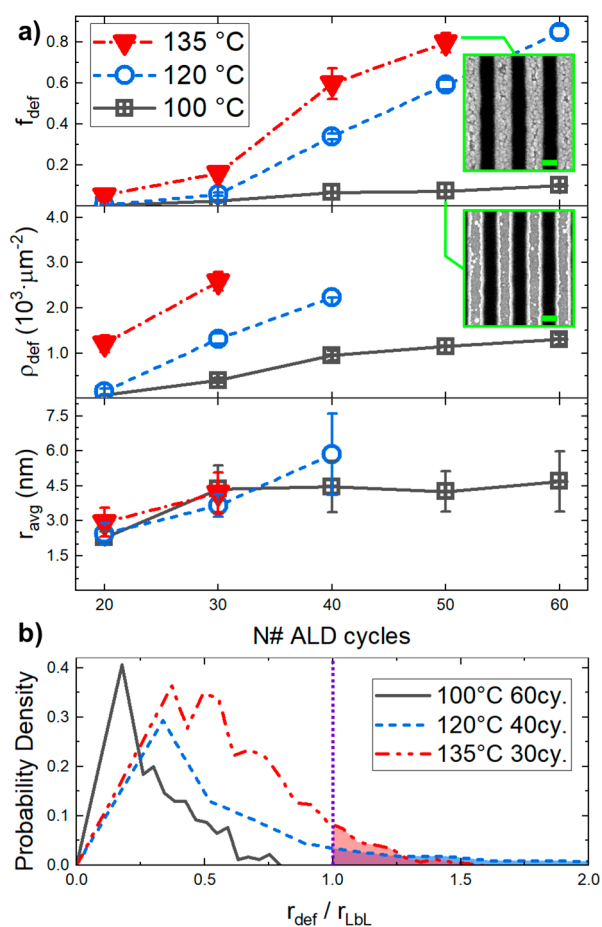 a)
135 °C
120 °C
100 °C
f_def
0.8
0.6
0.4
0.2
ρ_def (10³·μm⁻²)
4.0
3.0
2.0
1.0
r_avg (nm)
7.5
6.0
4.5
3.0
1.5
20 30 40 50 60
N# ALD cycles
b)
Probability Density
0.4
0.3
0.2
0.1
0.0
100°C 60cy.
120°C 40cy.
135°C 30cy.
0.0 0.5 1.0 1.5 2.0
r_def / r_LbL